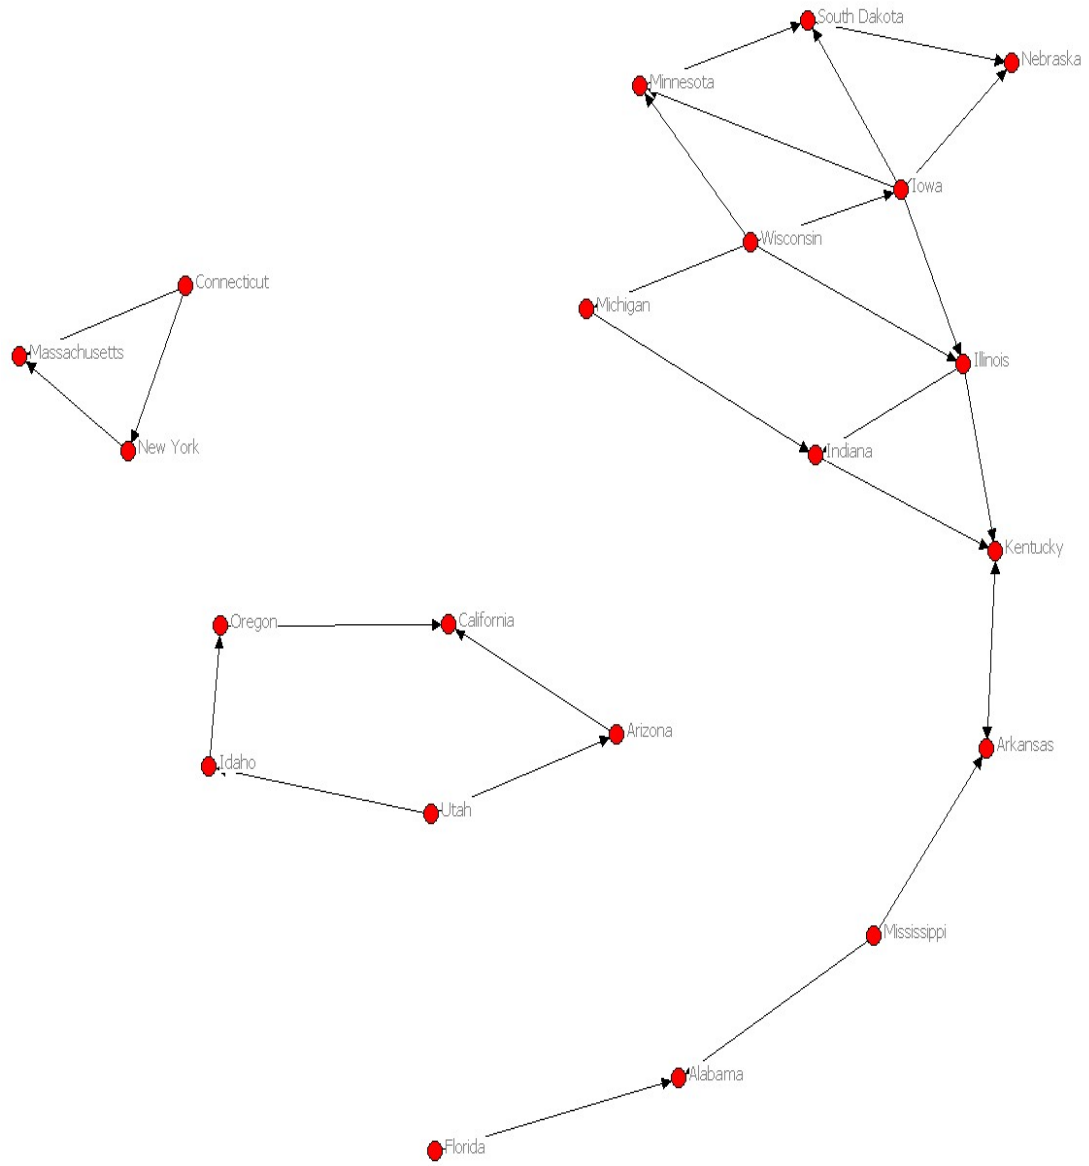 South Dakota
Nebraska
Minnesota
Iowa
Wisconsin
Connecticut
Michigan
Massachusetts
Illinois
New York
Indiana
Kentucky
Oregon
California
Arizona
Arkansas
Idaho
Utah
Mississippi
Alabama
Florida